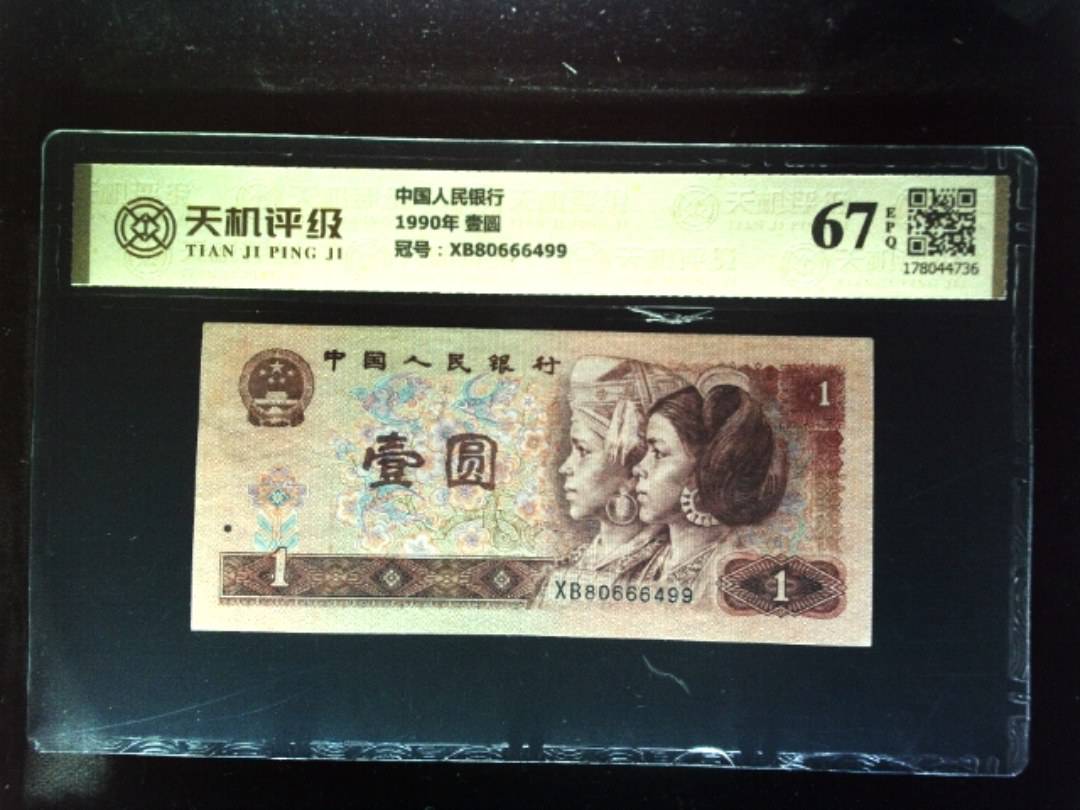 天机评级
TIAN JI PING JI
中国人民银行
1990年 壹圆
冠号：XB80666499
67
EPQ
178044736
中国人民银行
壹圆
1
1
XB80666499
1